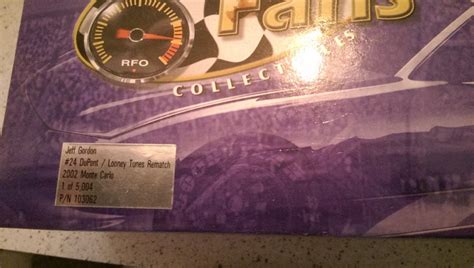 Fans
RFO
COLLECTIBLES
Jeff Gordon
#24 DuPont / Looney Tunes Rematch
2002 Monte Carlo
1 of 5,004
P/N 103062